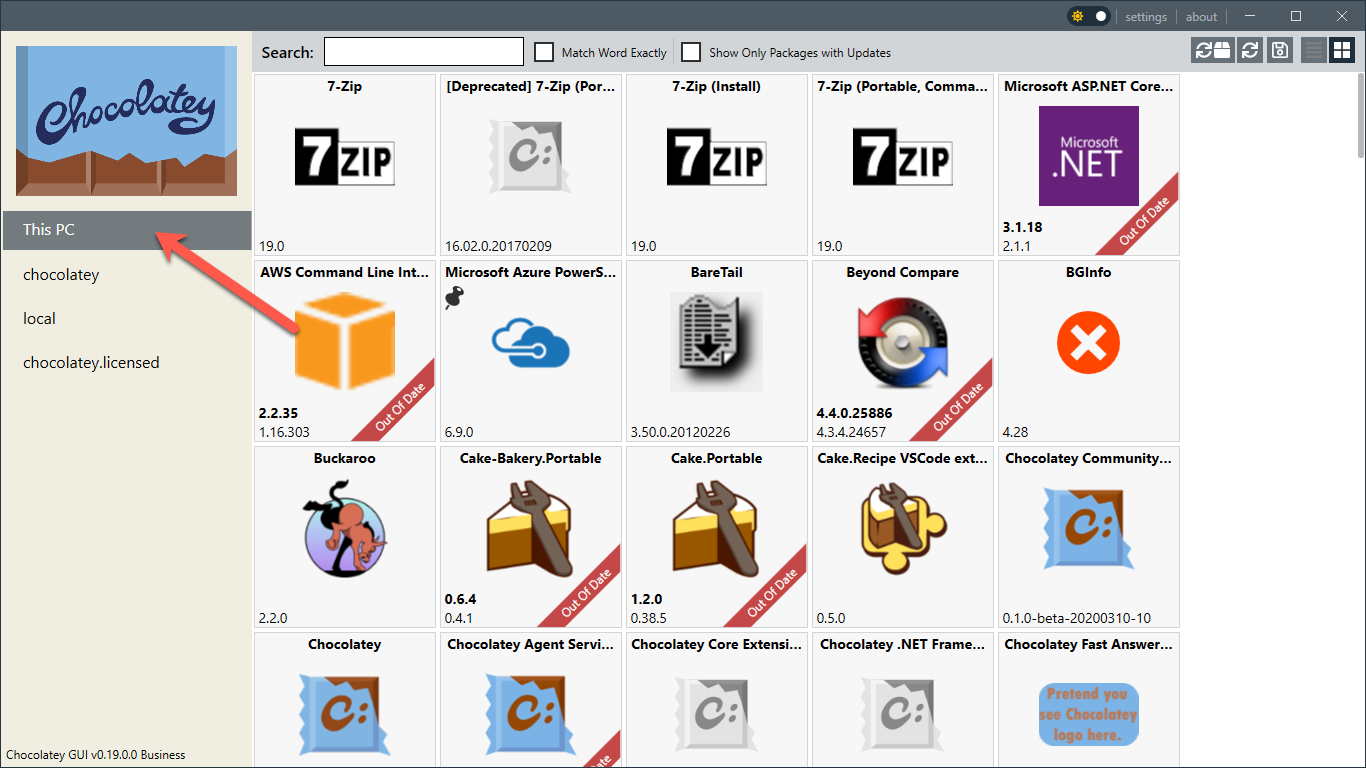 settings
about
Chocolatey
This PC
chocolatey
local
chocolatey.licensed
Chocolatey GUI v0.19.0.0 Business
Search:
Match Word Exactly
Show Only Packages with Updates
7-Zip
7 ZIP
19.0
[Deprecated] 7-Zip (Por...
C:
16.02.0.20170209
7-Zip (Install)
7 ZIP
19.0
7-Zip (Portable, Comma...
7 ZIP
19.0
Microsoft ASP.NET Core...
Microsoft
.NET
3.1.18
2.1.1
Out Of Date
AWS Command Line Int...
2.2.35
1.16.303
Out Of Date
Microsoft Azure PowerS...
6.9.0
BareTail
3.50.0.20120226
Beyond Compare
4.4.0.25886
4.3.4.24657
Out Of Date
BGInfo
4.28
Buckaroo
2.2.0
Cake-Bakery.Portable
0.6.4
0.4.1
Out Of Date
Cake.Portable
1.2.0
0.38.5
Out Of Date
Cake.Recipe VSCode ext...
0.5.0
Chocolatey Community...
C:
0.1.0-beta-20200310-10
Chocolatey
C:
Chocolatey Agent Servi...
C:
Date
Chocolatey Core Extensi...
C:
Chocolatey .NET Frame...
C:
Chocolatey Fast Answer...
Pretend you
see Chocolatey
logo here.